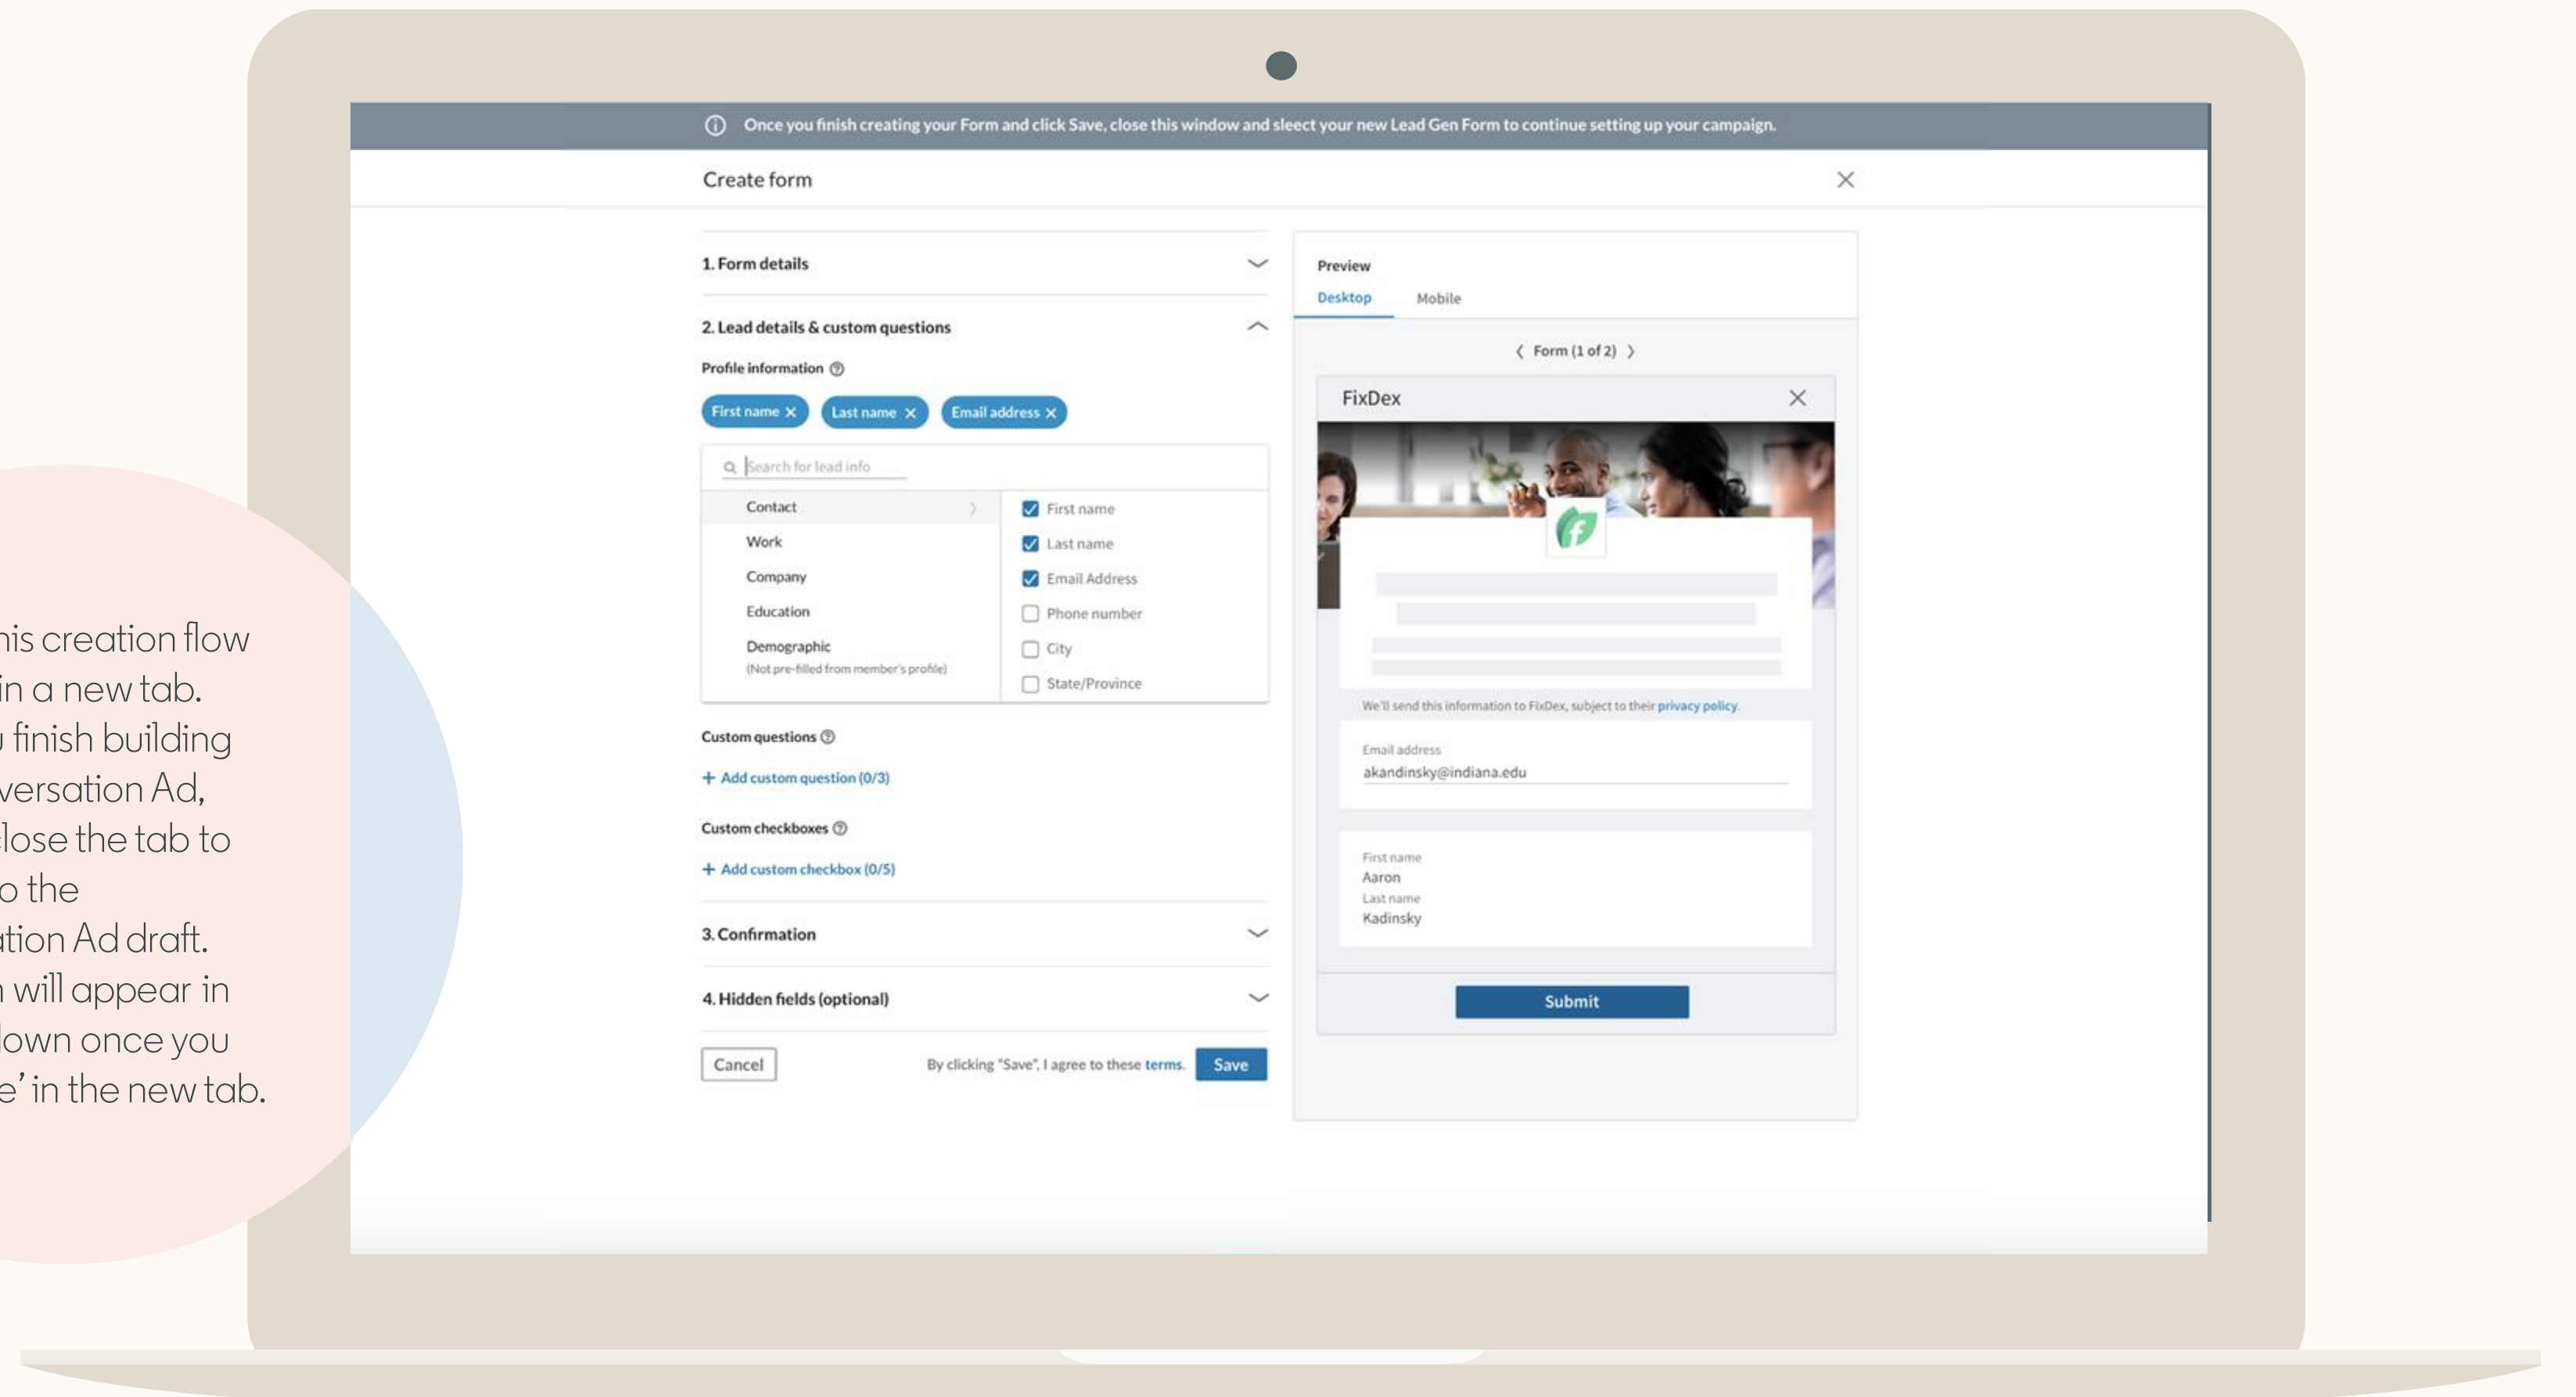 Once you finish creating your Form and click Save, close this window and sleect your new Lead Gen Form to continue setting up your campaign.
Create form
1. Form details
2. Lead details & custom questions
Profile information
First name
Last name
Email address
Search for lead info
Contact
Work
Company
Education
Demographic
(Not pre-filled from member's profile)
First name
Last name
Email Address
Phone number
City
State/Province
Custom questions
+ Add custom question (0/3)
Custom checkboxes
+ Add custom checkbox (0/5)
3. Confirmation
4. Hidden fields (optional)
Cancel
By clicking "Save", I agree to these terms.
Save
Preview
Desktop
Mobile
Form (1 of 2)
FixDex
We'll send this information to FixDex, subject to their privacy policy.
Email address
akandinsky@indiana.edu
First name
Aaron
Last name
Kadinsky
Submit
creation flow
in a new tab.
finish building
Ad,
the tab to
the
Ad draft.
will appear in
once you
in the new tab.